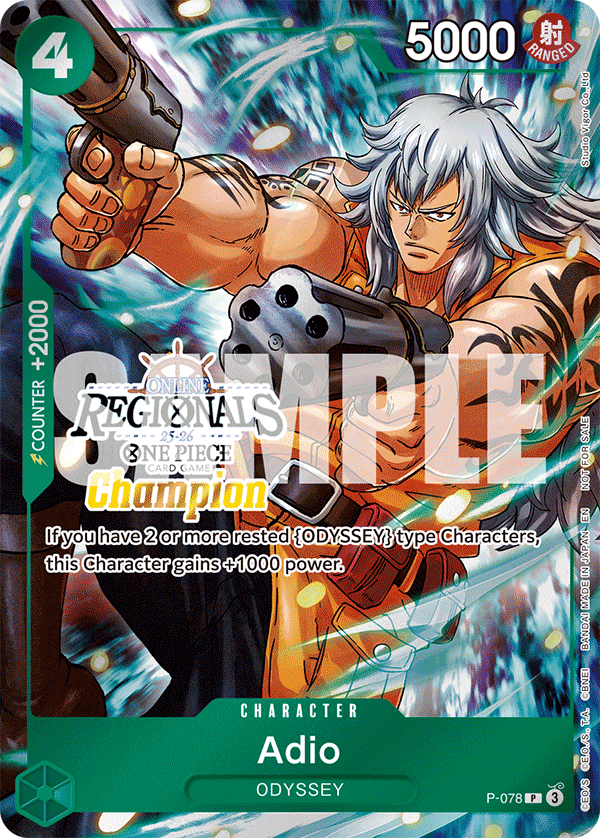 4
5000
射
RANGED
Studio Vigor Co.,Ltd
COUNTER +2000
SAMPLE
ONLINE
REGIONALS
25-26
ONE PIECE
CARD GAME
Champion
If you have 2 or more rested {ODYSSEY} type Characters,
this Character gains +1000 power.
©E.O/S ©E.O./S., T.A. ©BNEI BANDAI MADE IN JAPAN EN NOT FOR SALE
CHARACTER
Adio
ODYSSEY
P-078 P 3